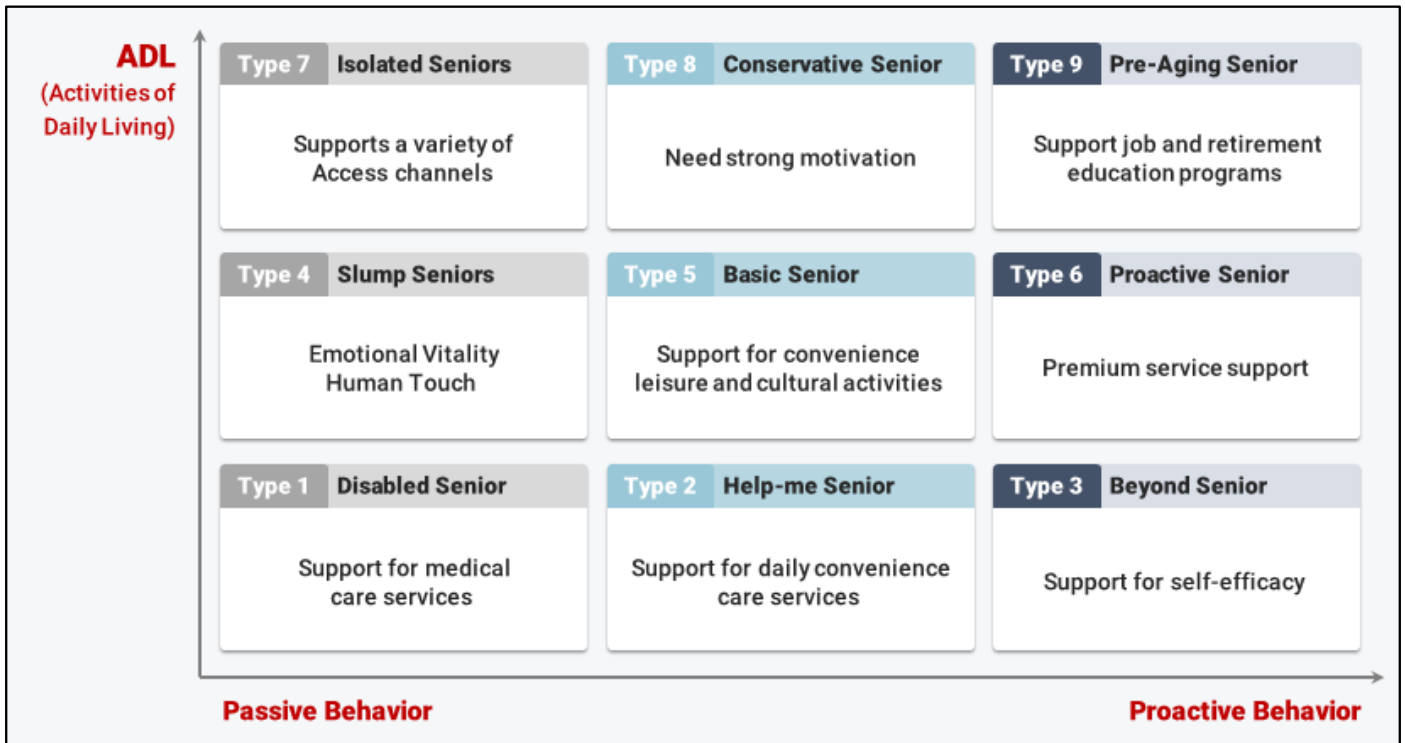 ADL
(Activities of
Daily Living)
Type 7 Isolated Seniors
Supports a variety of
Access channels
Type 8 Conservative Senior
Need strong motivation
Type 9 Pre-Aging Senior
Support job and retirement
education programs
Type 4 Slump Seniors
Emotional Vitality
Human Touch
Type 5 Basic Senior
Support for convenience
leisure and cultural activities
Type 6 Proactive Senior
Premium service support
Type 1 Disabled Senior
Support for medical
care services
Type 2 Help-me Senior
Support for daily convenience
care services
Type 3 Beyond Senior
Support for self-efficacy
Passive Behavior
Proactive Behavior